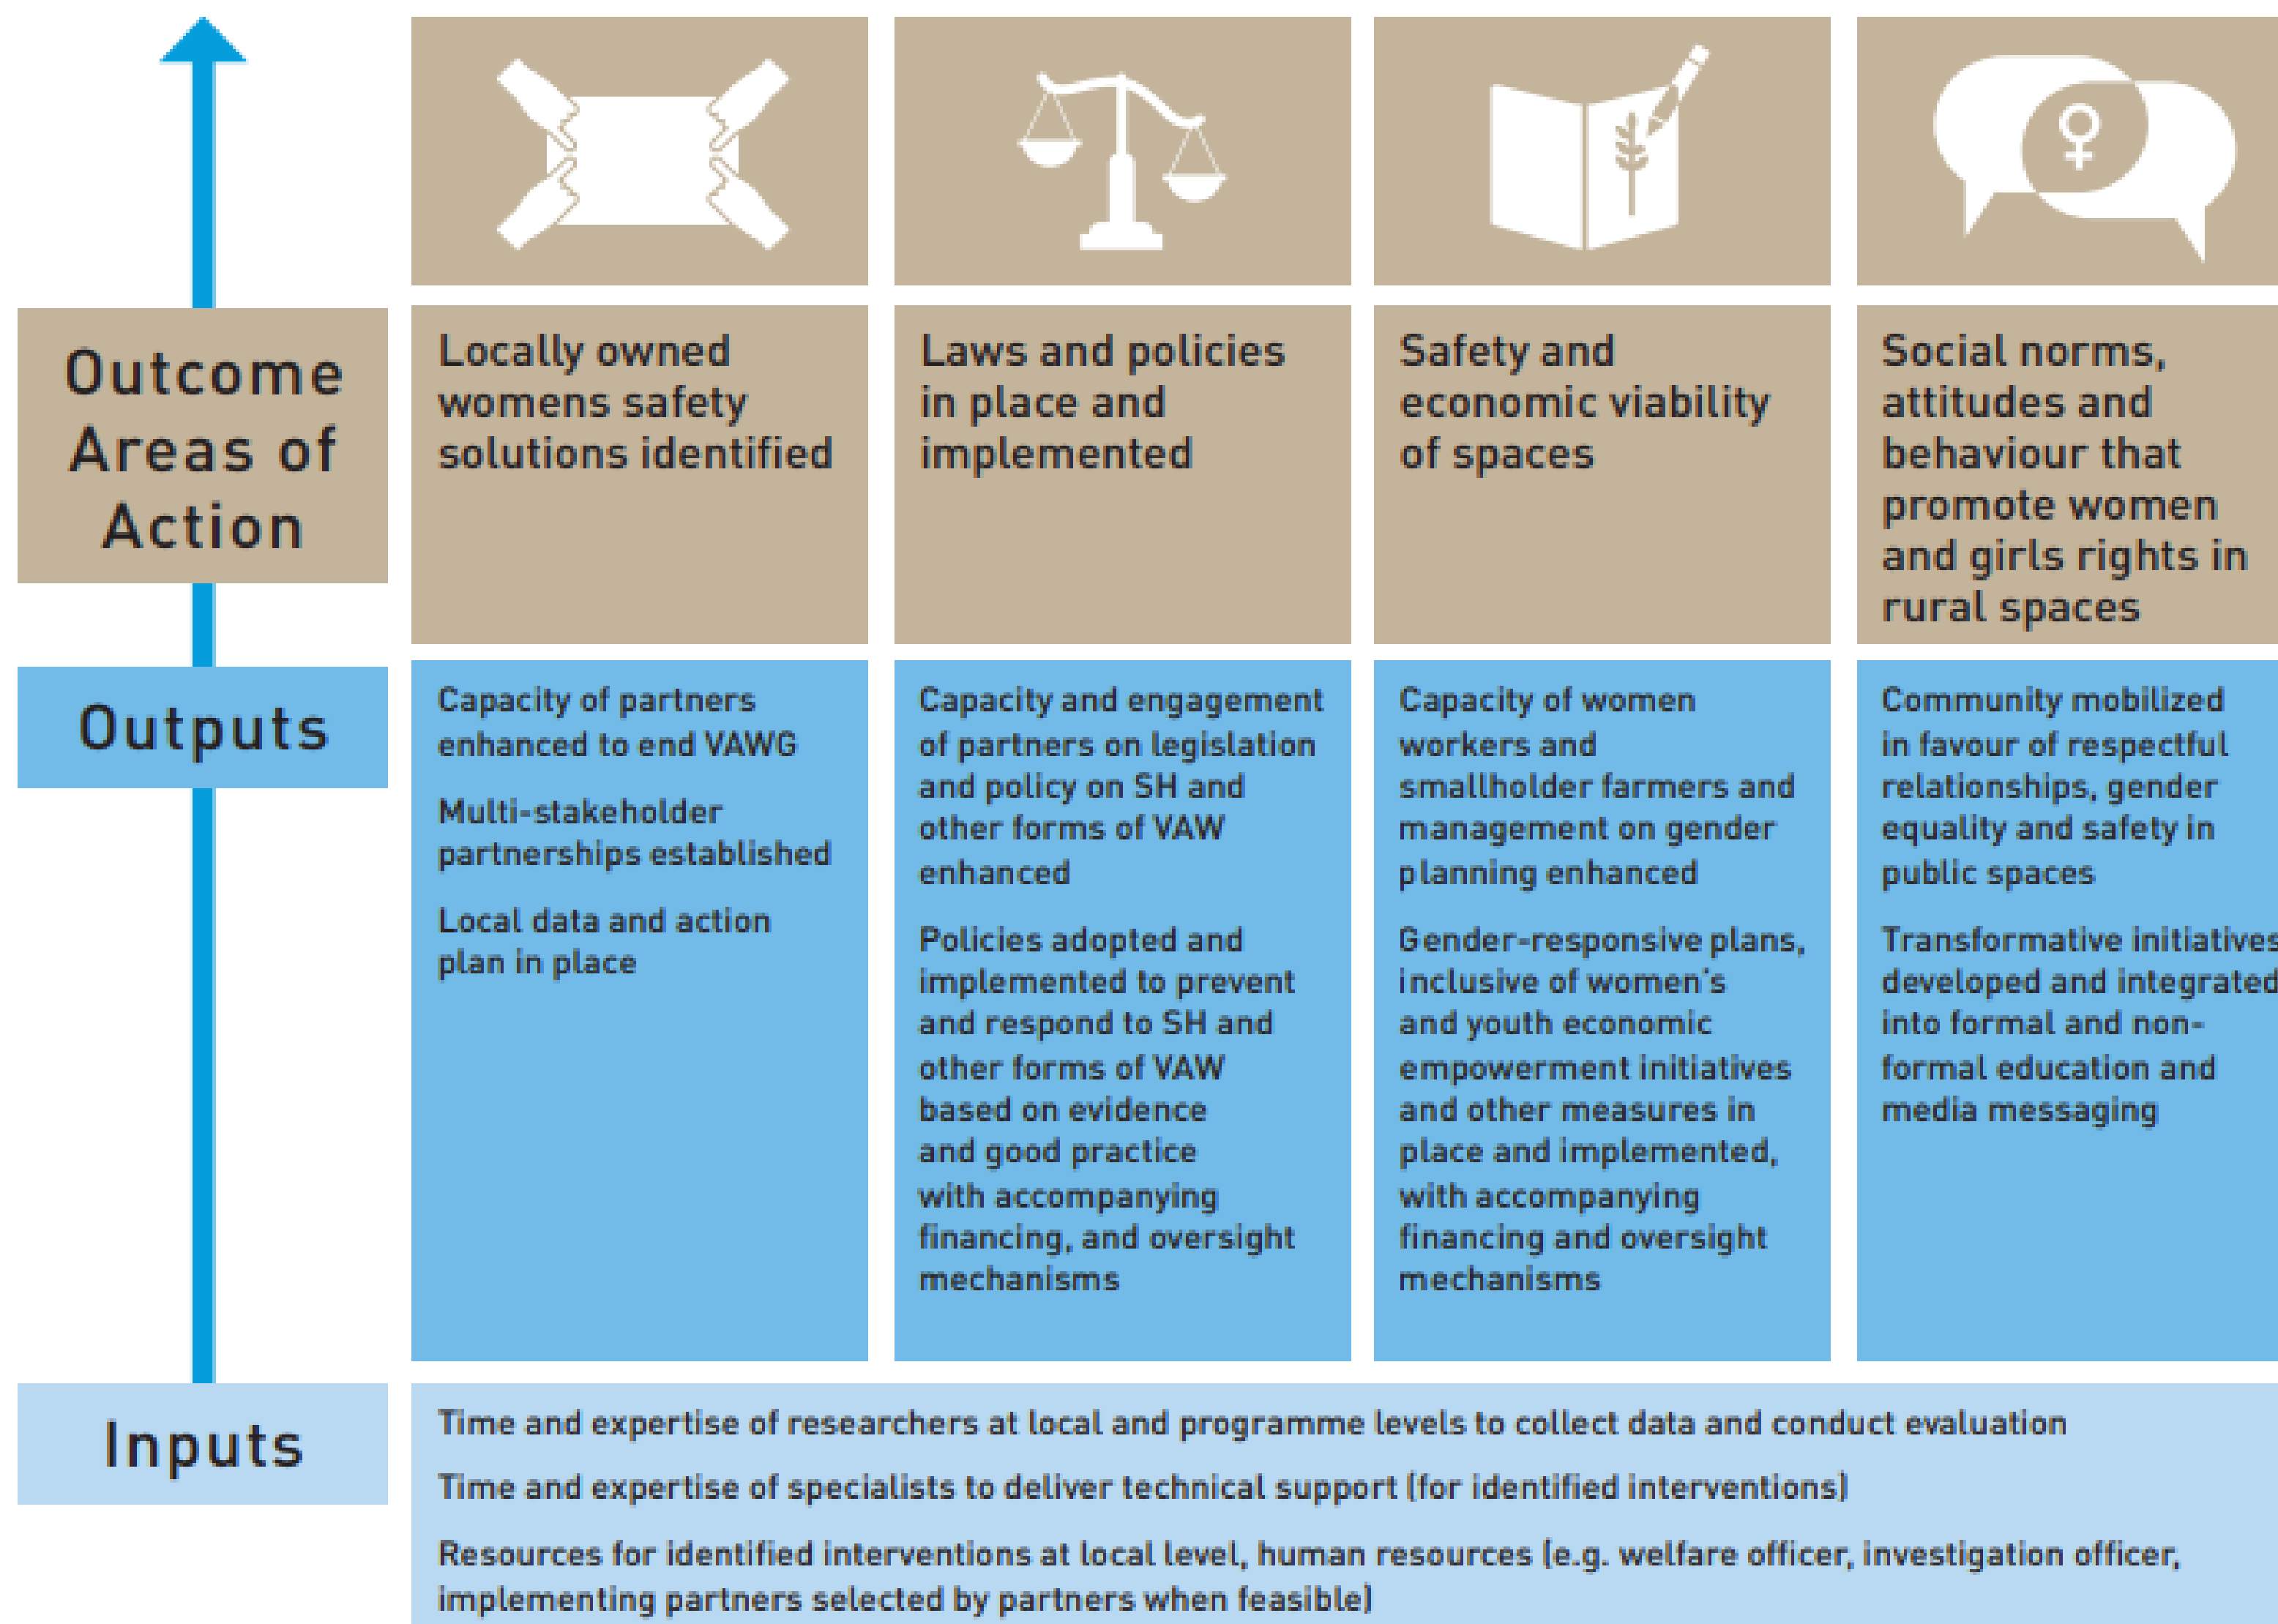 Outcome
Areas of
Action
Locally owned
womens safety
solutions identified
Laws and policies
in place and
implemented
Safety and
economic viability
of spaces
Social norms,
attitudes and
behaviour that
promote women
and girls rights in
rural spaces
Outputs
Capacity of partners
enhanced to end VAWG
Multi-stakeholder
partnerships established
Local data and action
plan in place
Capacity and engagement
of partners on legislation
and policy on SH and
other forms of VAW
enhanced
Policies adopted and
implemented to prevent
and respond to SH and
other forms of VAW
based on evidence
and good practice
with accompanying
financing, and oversight
mechanisms
Capacity of women
workers and
smallholder farmers and
management on gender
planning enhanced
Gender-responsive plans,
inclusive of women's
and youth economic
empowerment initiatives
and other measures in
place and implemented,
with accompanying
financing and oversight
mechanisms
Community mobilized
in favour of respectful
relationships, gender
equality and safety in
public spaces
Transformative initiatives
developed and integrated
into formal and non-
formal education and
media messaging
Inputs
Time and expertise of researchers at local and programme levels to collect data and conduct evaluation
Time and expertise of specialists to deliver technical support (for identified interventions)
Resources for identified interventions at local level, human resources (e.g. welfare officer, investigation officer,
implementing partners selected by partners when feasible)